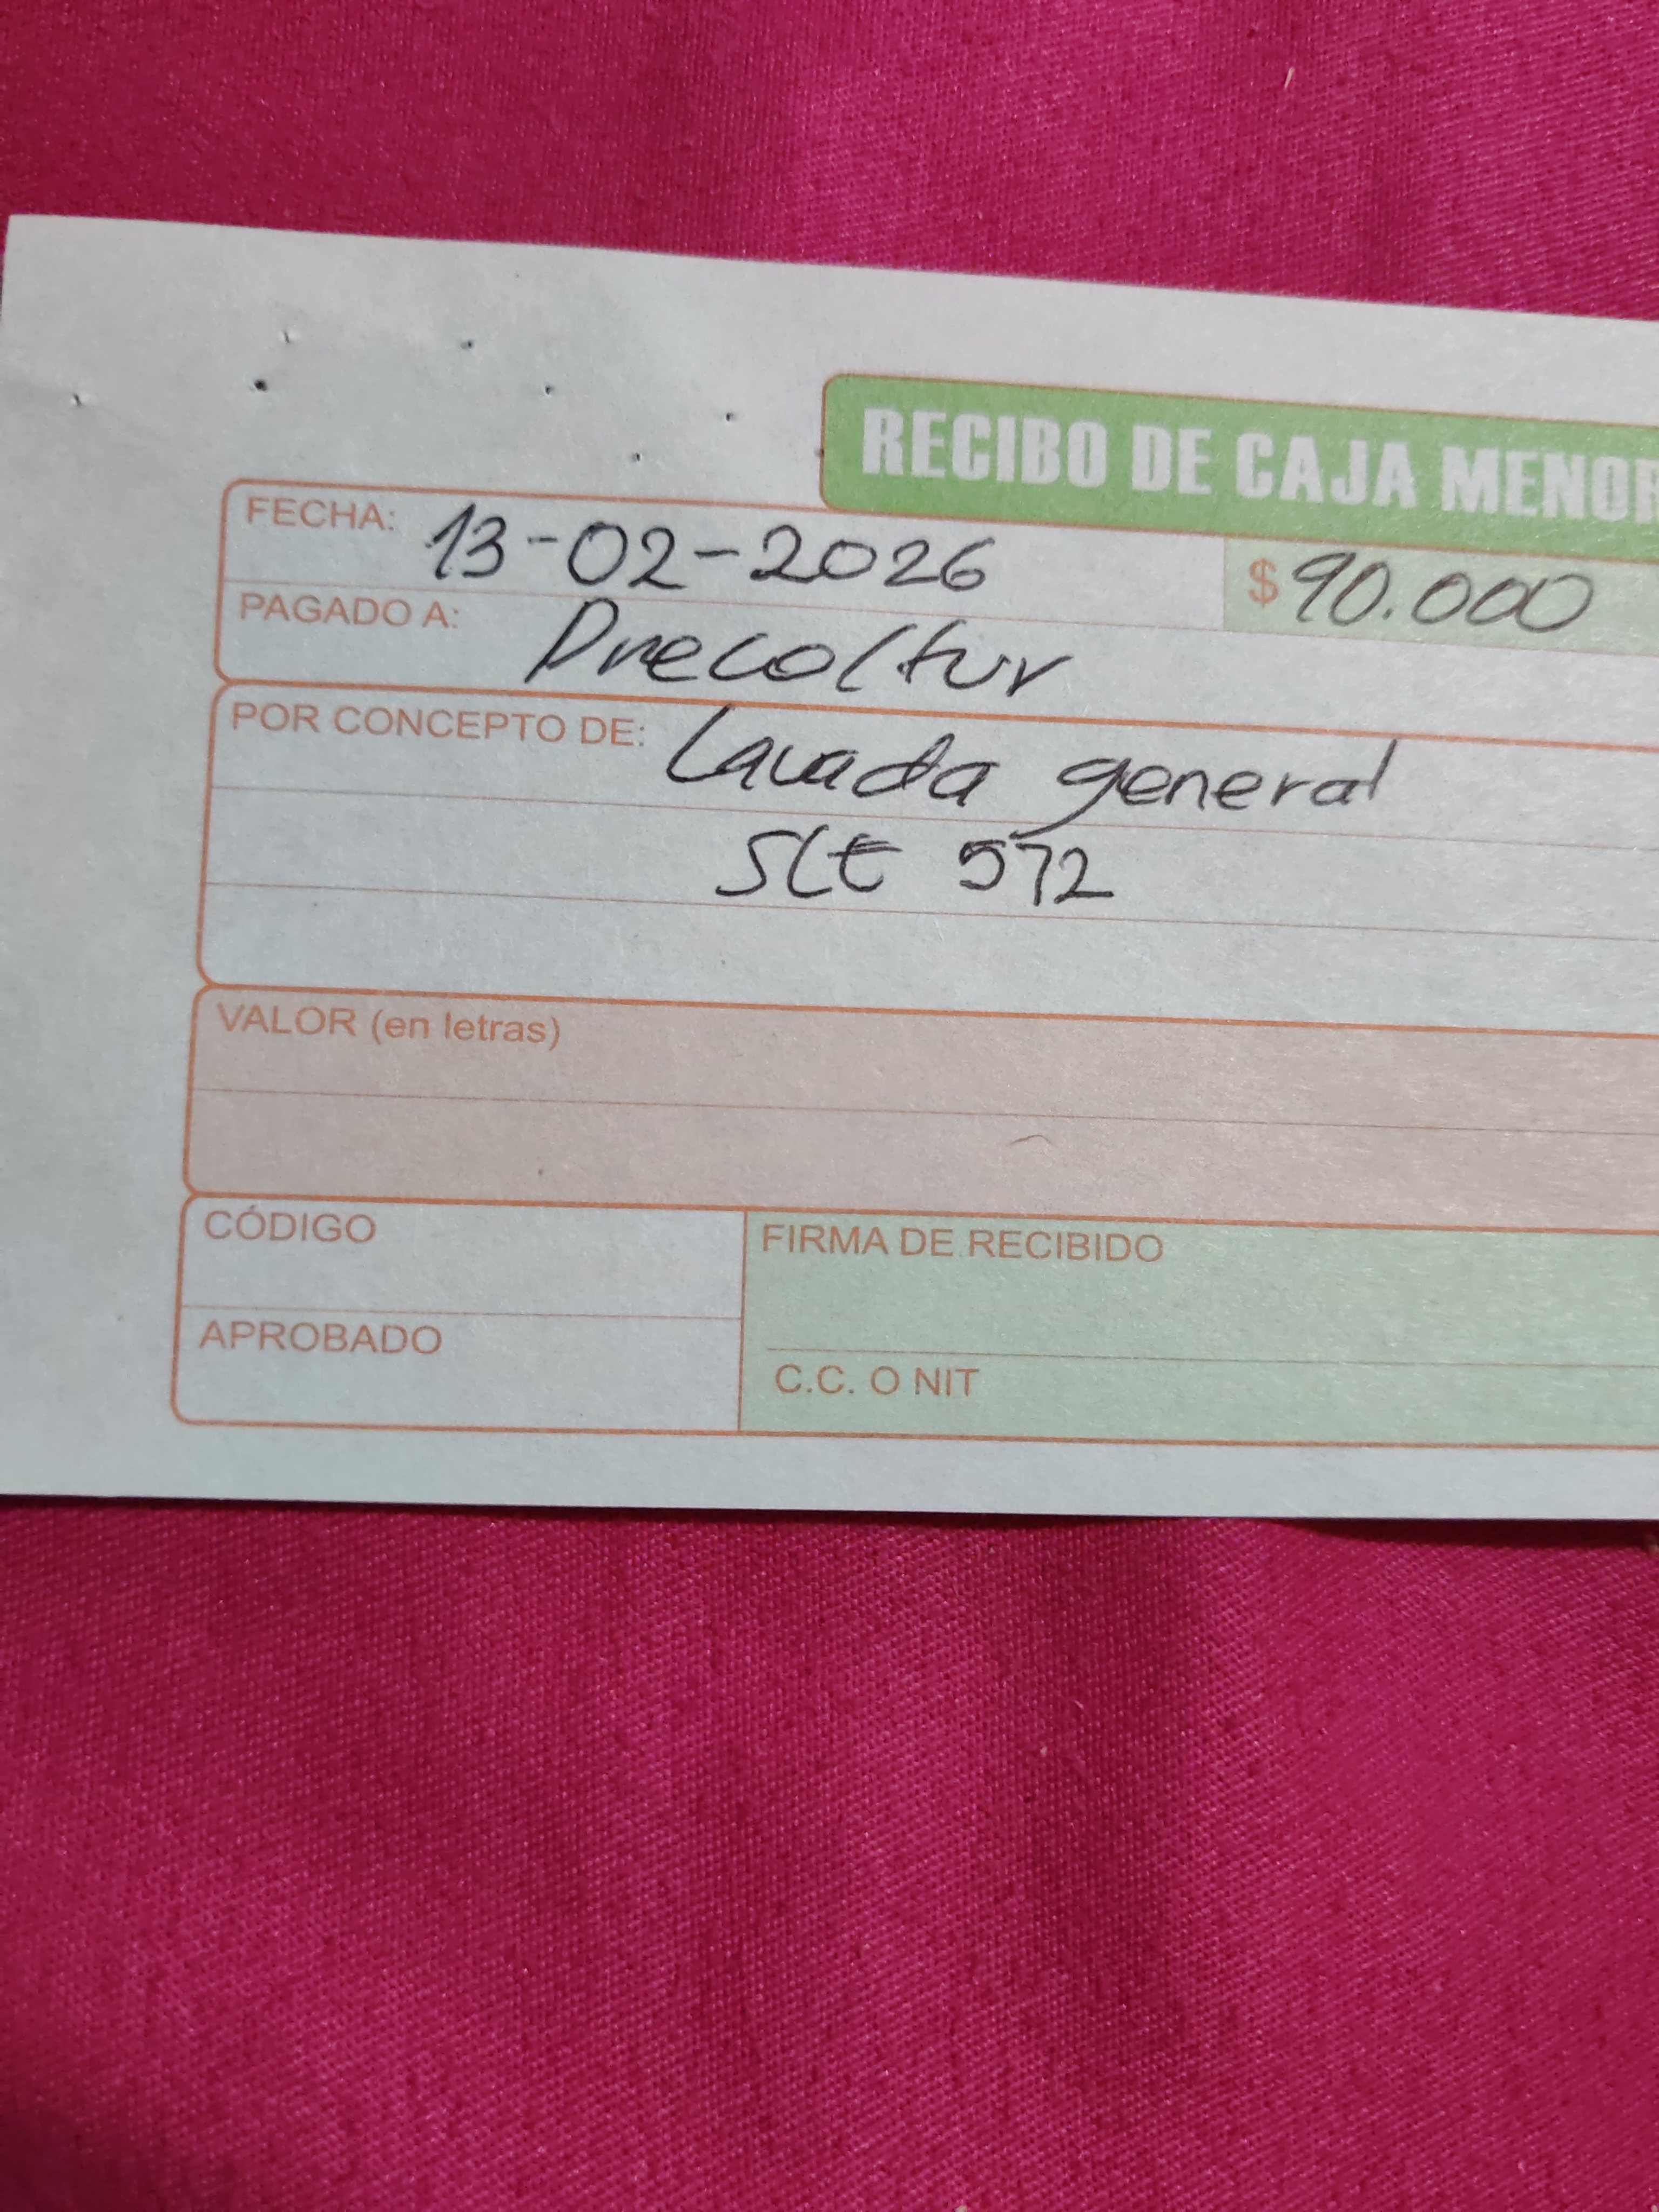 RECIBO DE CAJA MENOR
FECHA: 13-02-2026 $ 90.000
PAGADO A: Drecoltur
POR CONCEPTO DE: Lavada general
SLE 572
VALOR (en letras)
CÓDIGO
FIRMA DE RECIBIDO
APROBADO
C.C. O NIT